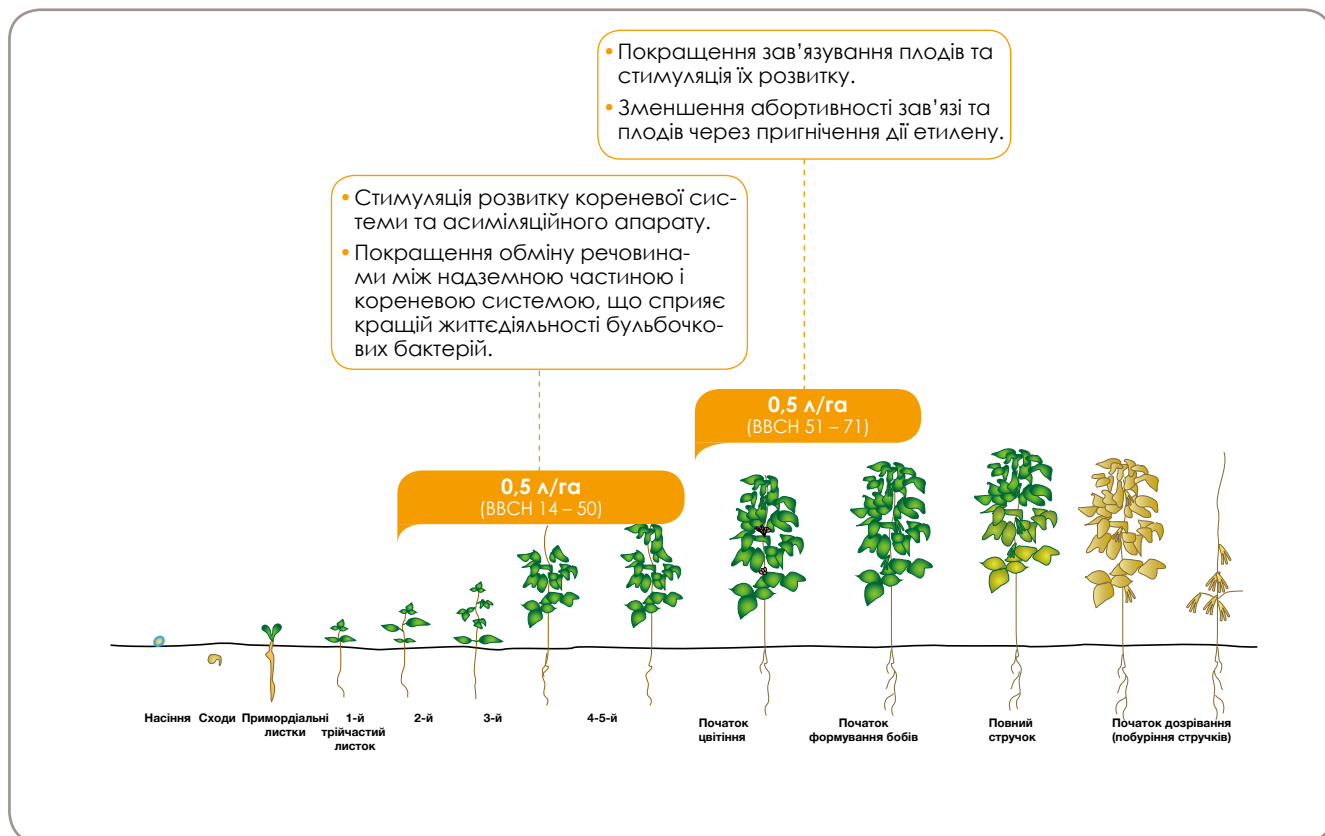 • Покращення зав’язування плодів та
стимуляція їх розвитку.
• Зменшення абортивності зав’язі та
плодів через пригнічення дії етилену.
• Стимуляція розвитку кореневої сис-
теми та асиміляційного апарату.
• Покращення обміну речовина-
ми між надземною частиною і
кореневою системою, що сприяє
кращій життєдіяльності бульбочко-
вих бактерій.
0,5 л/га
(ВВСН 51 – 71)
0,5 л/га
(ВВСН 14 – 50)
Насіння
Сходи
Примордіальні
листки
1-й
трійчастий
листок
2-й
3-й
4-5-й
Початок
цвітіння
Початок
формування бобів
Повний
стручок
Початок дозрівання
(побуріння стручків)